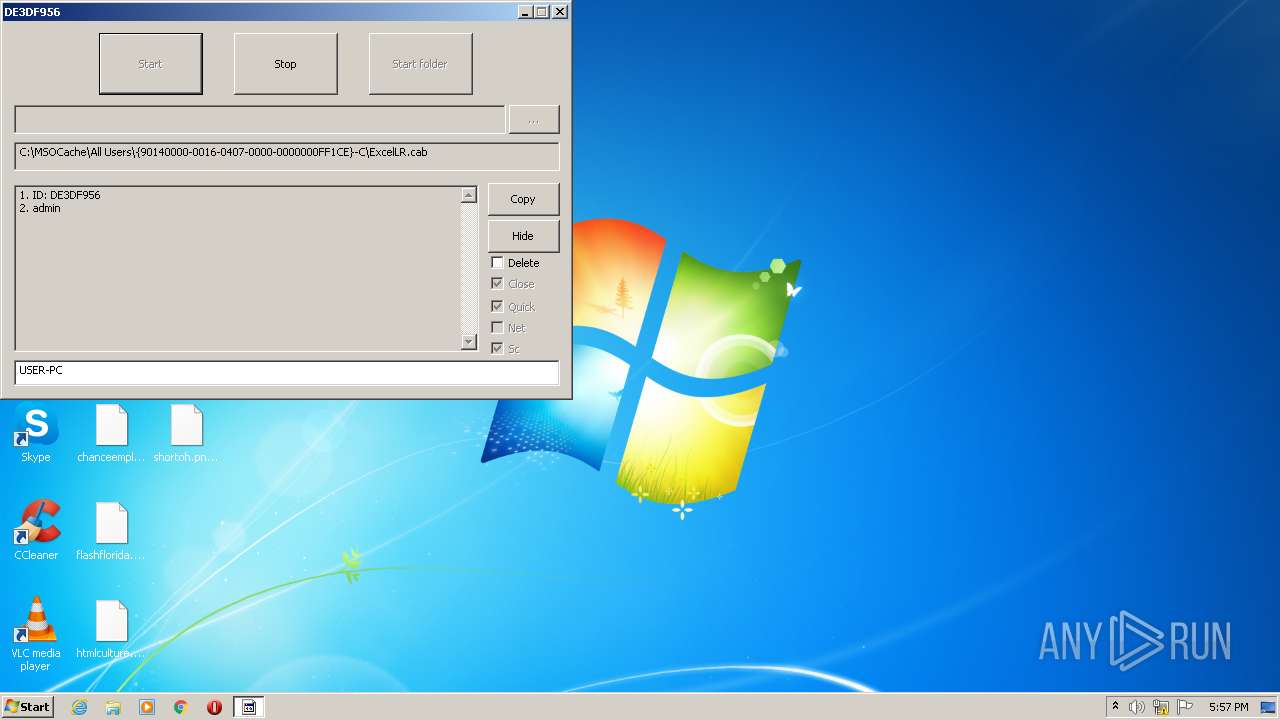 DE3DF956
Start
Stop
Start folder
...
C:\MSOCache\All Users\{90140000-0016-0407-0000-0000000FF1CE}-C\ExcelLR.cab
1. ID: DE3DF956
2. admin
Copy
Hide
Delete
Close
Quick
Net
Sc
USER-PC
Skype
chanceempl...
shortoh.pn...
CCleaner
flashflorida....
VLC media
player
htmlculture....
ANY RUN
Start
5:57 PM